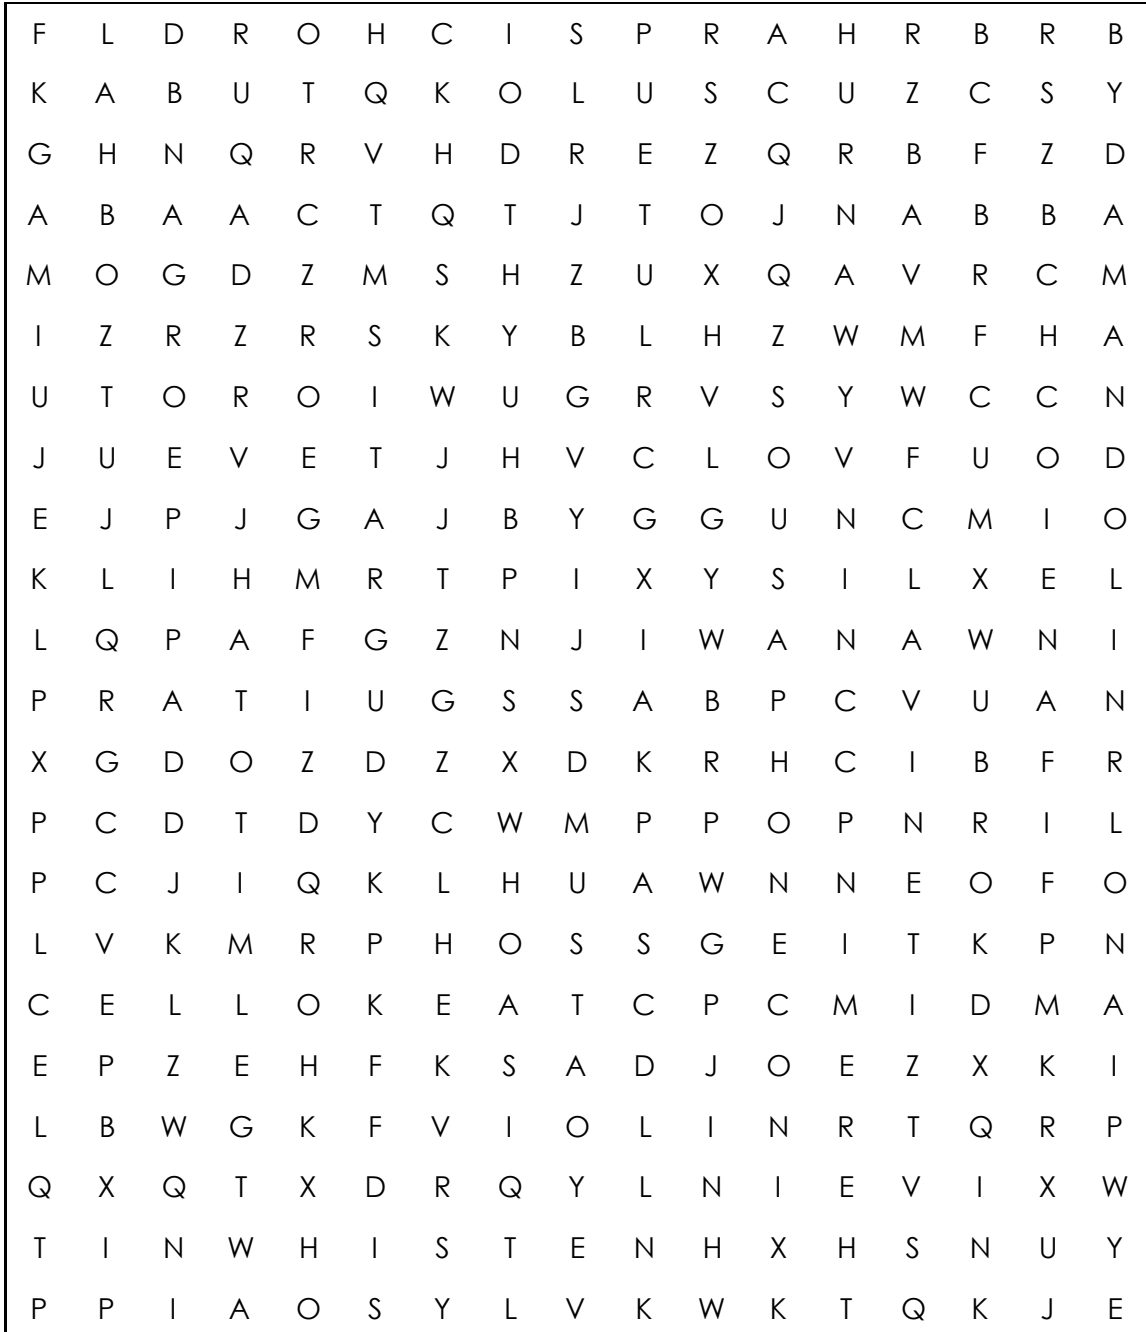 F L D R O H C I S P R A H R B R B
K A B U T Q K O L U S C U Z C S Y
G H N Q R V H D R E Z Q R B F Z D
A B A A C T Q T J T O J N A B B A
M O G D Z M S H Z U X Q A V R C M
I Z R Z R S K Y B L H Z W M F H A
U T O R O I W U G R V S Y W C C N
J U E V E T J H V C L O V F U O D
E J P J G A J B Y G G U N C M I O
K L I H M R T P I X Y S I L X E L
L Q P A F G Z N J I W A N A W N I
P R A T I U G S S A B P C V U A N
X G D O Z D Z X D K R H C I B F R
P C D T D Y C W M P P O P N R I L
P C J I Q K L H U A W N N E O F O
L V K M R P H O S S G E I T K P N
C E L L O K E A T C P C M I D M A
E P Z E H F K S A D J O E Z X K I
L B W G K F V I O L I N R T Q R P
Q X Q T X D R Q Y L N I E V I X W
T I N W H I S T E N H X H S N U Y
P P I A O S Y L V K W K T Q K J E